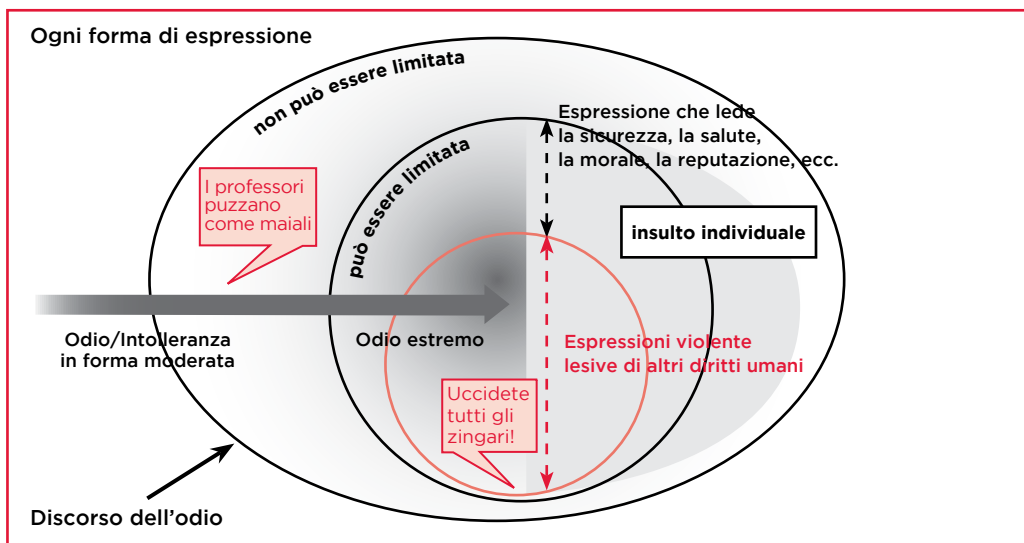 Ogni forma di espressione
non può essere limitata
può essere limitata
Espressione che lede
la sicurezza, la salute,
la morale, la reputazione, ecc.
I professori
puzzano
come maiali
insulto individuale
Odio/Intolleranza
in forma moderata
Odio estremo
Espressioni violente
lesive di altri diritti umani
Uccidete
tutti gli
zingari!
Discorso dell'odio